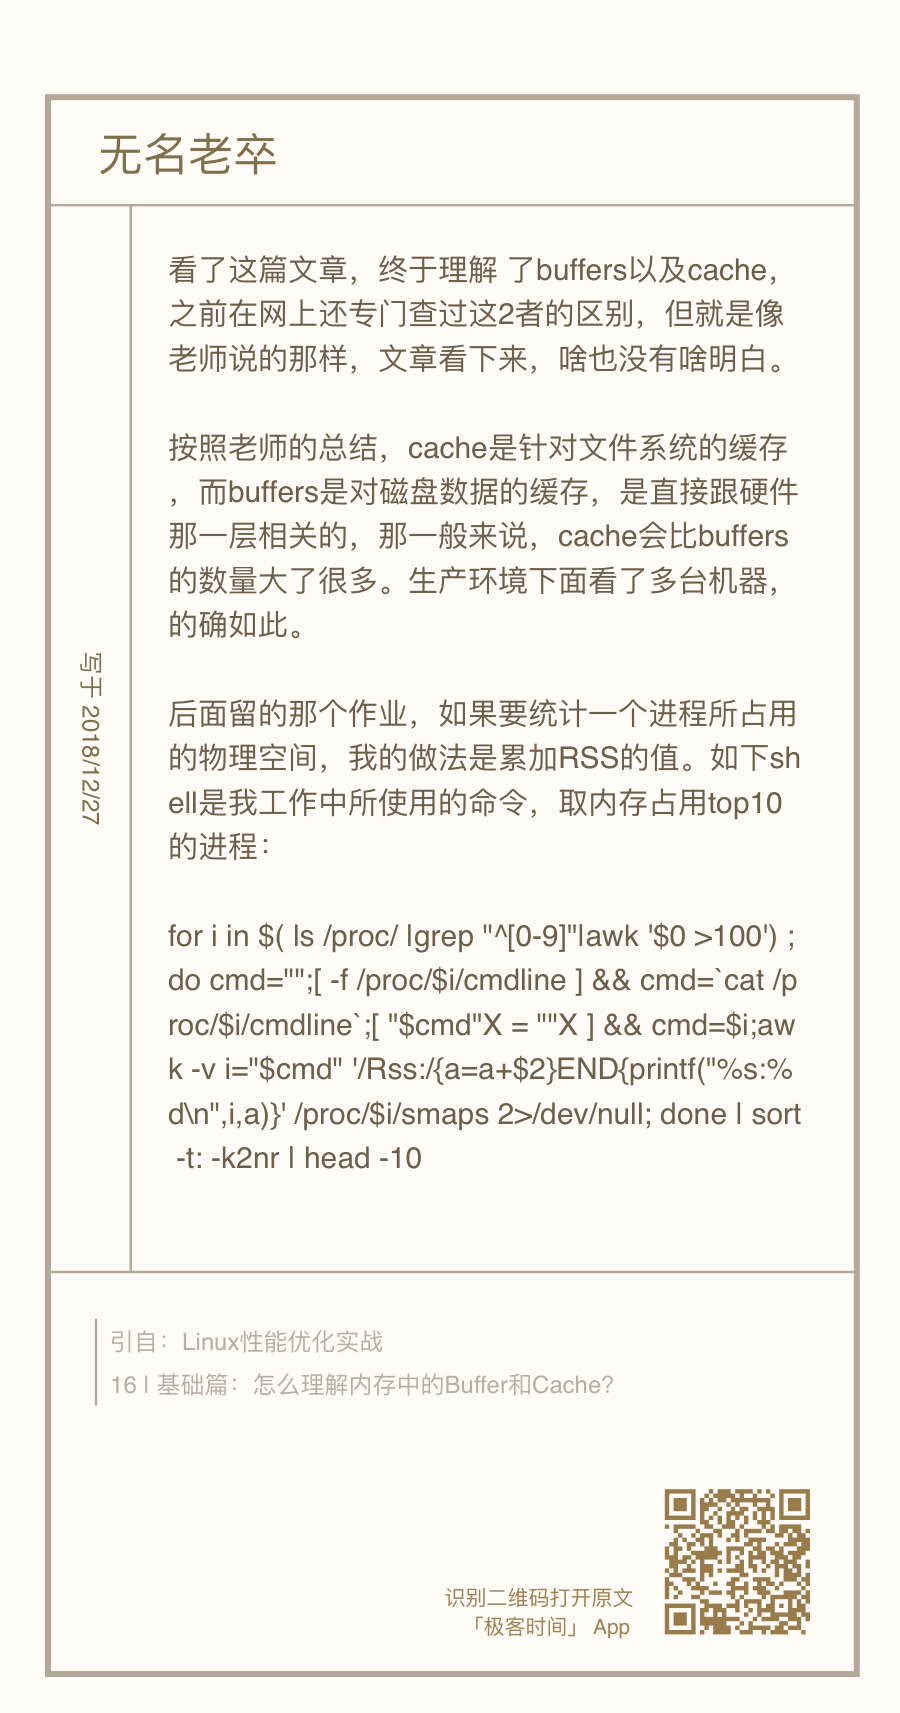 无名老卒
看了这篇文章，终于理解 了buffers以及cache，
之前在网上还专门查过这2者的区别，但就是像
老师说的那样，文章看下来，啥也没有啥明白。
按照老师的总结，cache是针对文件系统的缓存
，而buffers是对磁盘数据的缓存，是直接跟硬件
那一层相关的，那一般来说，cache会比buffers
的数量大了很多。生产环境下面看了多台机器，
的确如此。
后面留的那个作业，如果要统计一个进程所占用
的物理空间，我的做法是累加RSS的值。如下sh
ell是我工作中所使用的命令，取内存占用top10
的进程：
for i in $( ls /proc/ |grep "^[0-9]"|awk '$0 >100') ;
do cmd="";[ -f /proc/$i/cmdline ] && cmd=`cat /p
roc/$i/cmdline`;[ "$cmd"X = ""X ] && cmd=$i;aw
k -v i="$cmd" '/Rss:/{a=a+$2}END{printf("%s:%
d\n",i,a)}' /proc/$i/smaps 2>/dev/null; done | sort
 -t: -k2nr | head -10
写于 2018/12/27
引自：Linux性能优化实战
16 | 基础篇：怎么理解内存中的Buffer和Cache?
识别二维码打开原文
「极客时间」 App